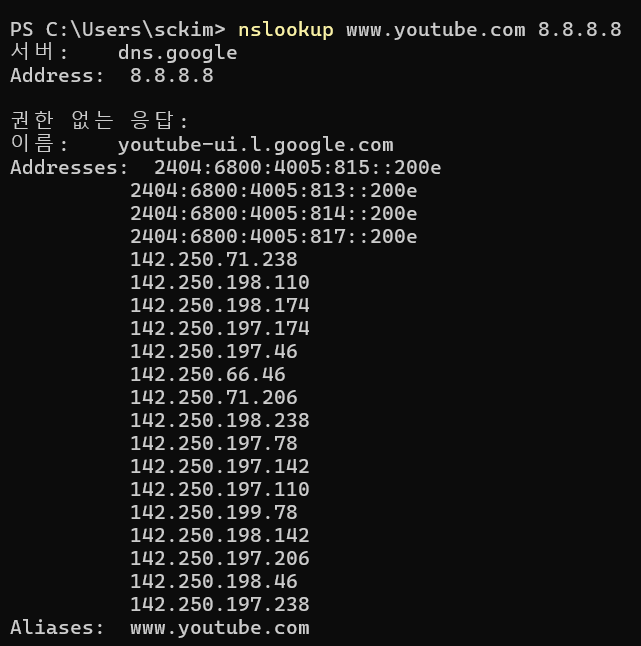 PS C:\Users\sckim> nslookup www.youtube.com 8.8.8.8
서버:    dns.google
Address:  8.8.8.8

권한 없는 응답:
이름:    youtube-ui.l.google.com
Addresses:  2404:6800:4005:815::200e
          2404:6800:4005:813::200e
          2404:6800:4005:814::200e
          2404:6800:4005:817::200e
          142.250.71.238
          142.250.198.110
          142.250.198.174
          142.250.197.174
          142.250.197.46
          142.250.66.46
          142.250.71.206
          142.250.198.238
          142.250.197.78
          142.250.197.142
          142.250.197.110
          142.250.199.78
          142.250.198.142
          142.250.197.206
          142.250.198.46
          142.250.197.238
Aliases:  www.youtube.com